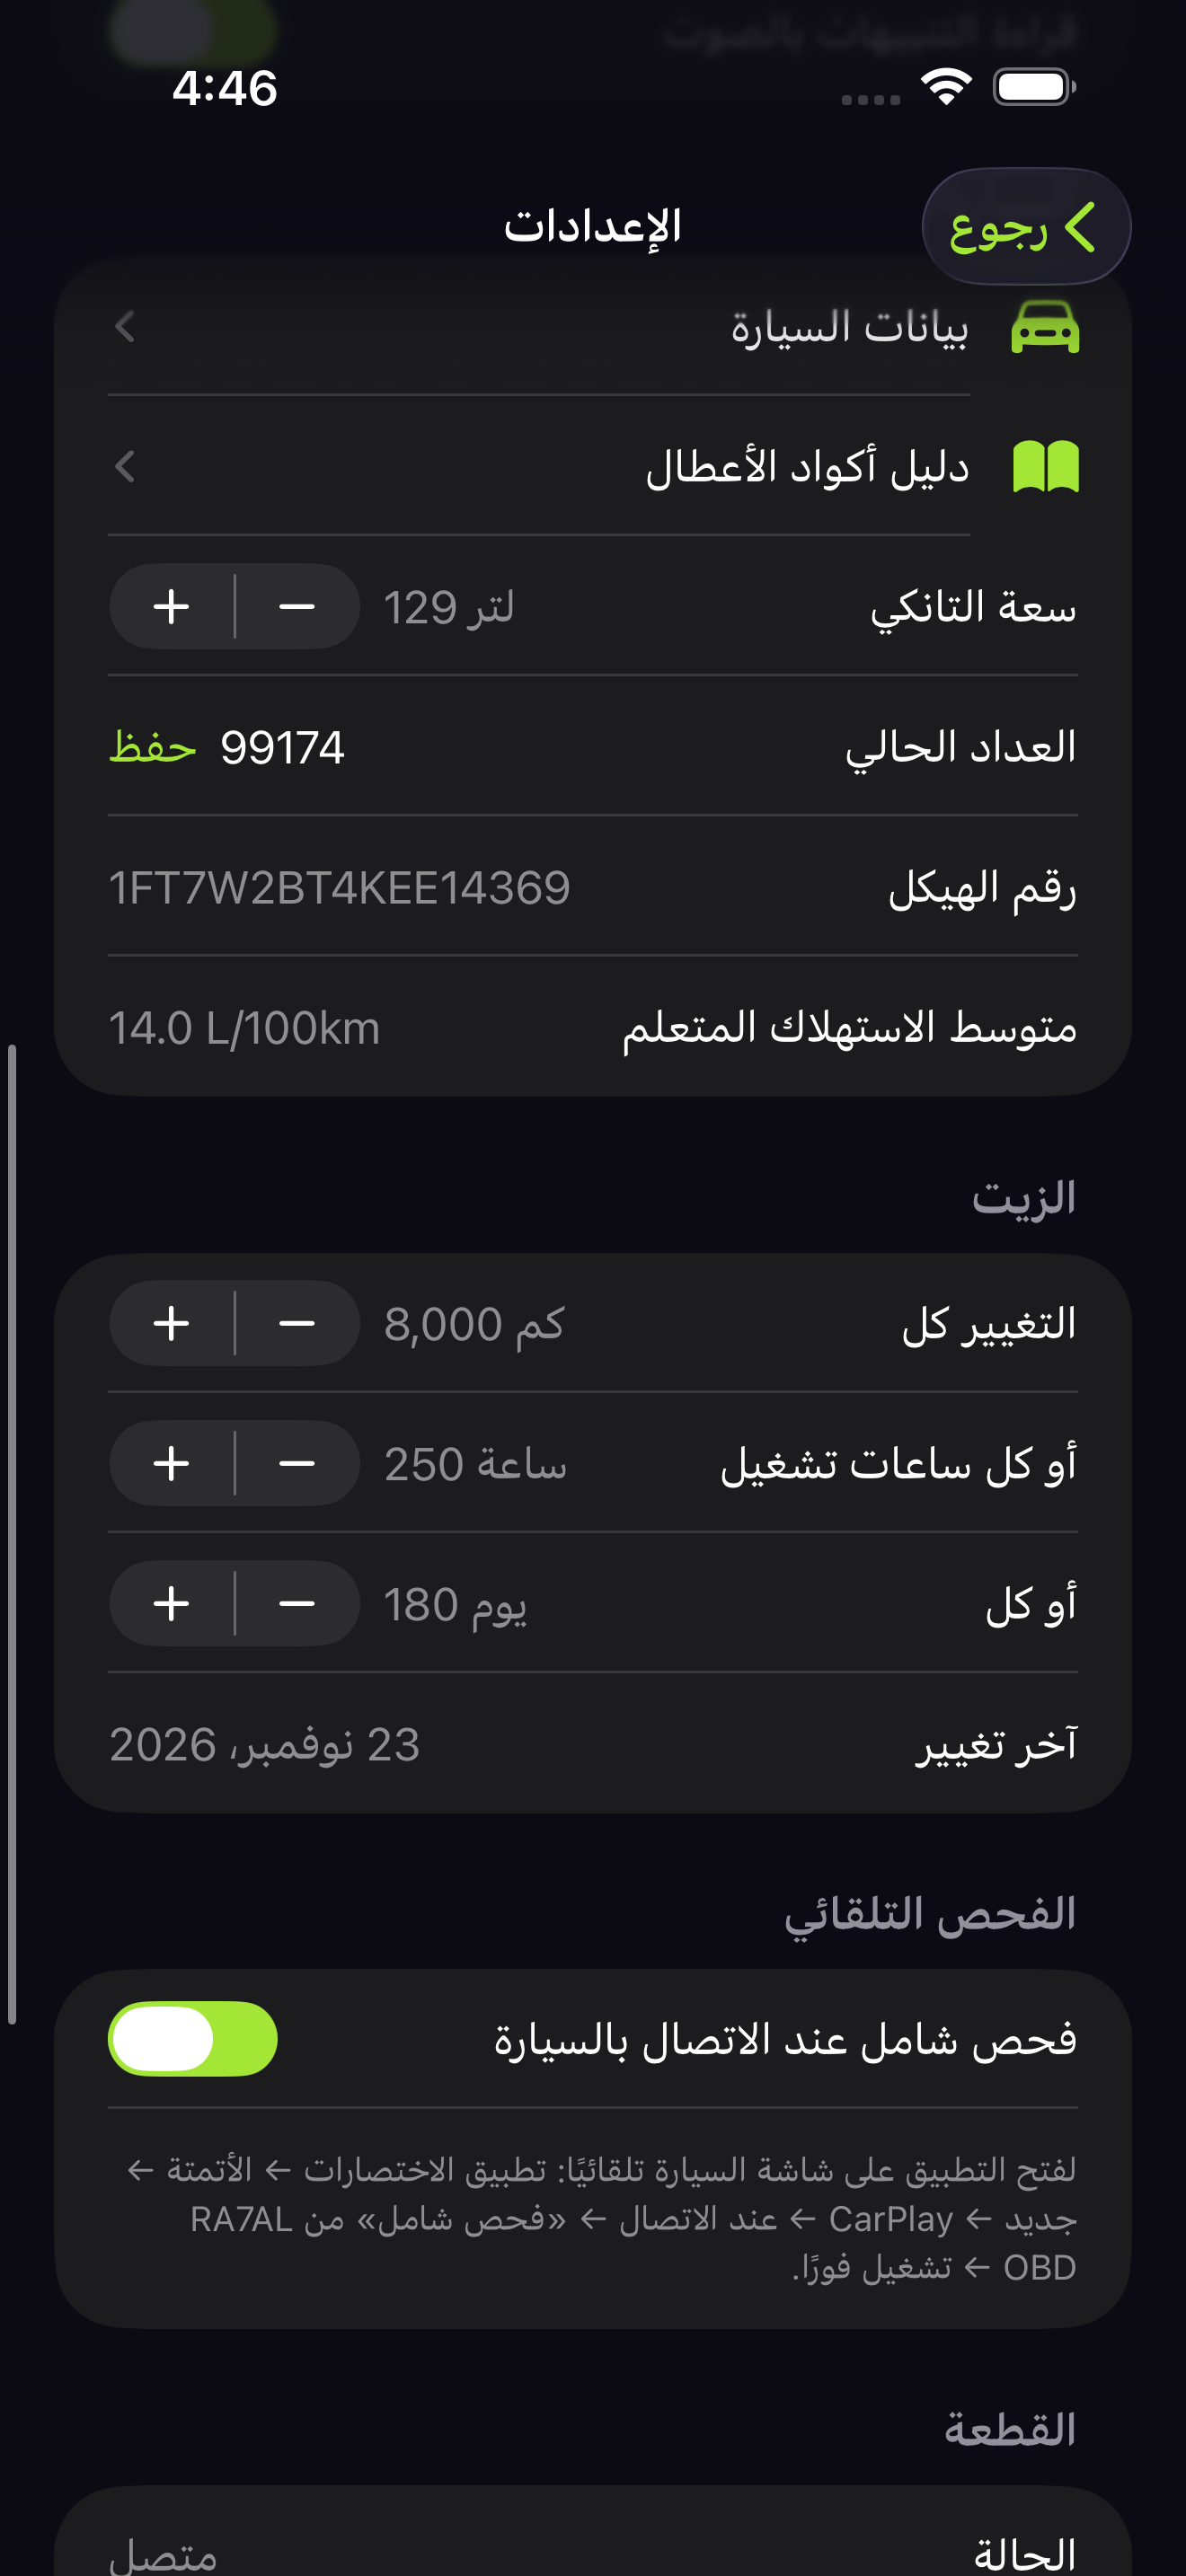 قراءة التنبيهات بالصوت
4:46
رجوع
الإعدادات
بيانات السيارة
دليل أكواد الأعطال
سعة التانكي
129 لتر
العداد الحالي
99174 حفظ
رقم الهيكل
1FT7W2BT4KEE14369
متوسط الاستهلاك المتعلم
14.0 L/100km
الزيت
التغيير كل
8,000 كم
أو كل ساعات تشغيل
250 ساعة
أو كل
180 يوم
آخر تغيير
23 نوفمبر، 2026
الفحص التلقائي
فحص شامل عند الاتصال بالسيارة
لفتح التطبيق على شاشة السيارة تلقائيًا: تطبيق الاختصارات ← الأتمتة ←
جديد ← CarPlay ← عند الاتصال ← «فحص شامل» من RA7AL
OBD ← تشغيل فورًا.
القطعة
الحالة
متصل